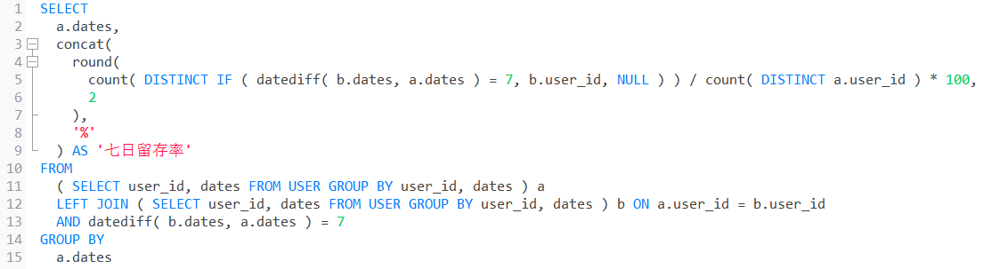 1 SELECT
2 a.dates,
3 concat(
4 round(
5 count( DISTINCT IF ( datediff( b.dates, a.dates ) = 7, b.user_id, NULL ) ) / count( DISTINCT a.user_id ) * 100,
6 2
7 ),
8 '%'
9 ) AS '七日留存率'
10 FROM
11 ( SELECT user_id, dates FROM USER GROUP BY user_id, dates ) a
12 LEFT JOIN ( SELECT user_id, dates FROM USER GROUP BY user_id, dates ) b ON a.user_id = b.user_id
13 AND datediff( b.dates, a.dates ) = 7
14 GROUP BY
15 a.dates